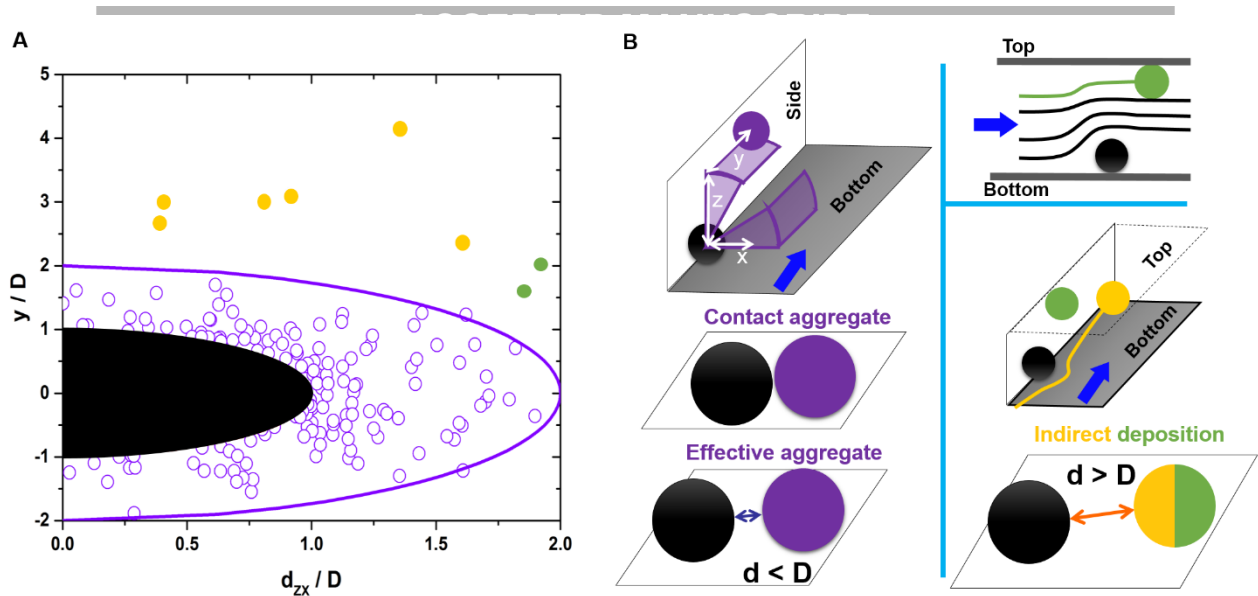 A
5
4
3
2
1
0
-1
-2
y / D
0.0
0.5
1.0
1.5
2.0
d_ZX / D
B
Side
y
z
x
Bottom
Contact aggregate
Effective aggregate
d < D
Top
Bottom
Top
Bottom
Indirect deposition
d > D